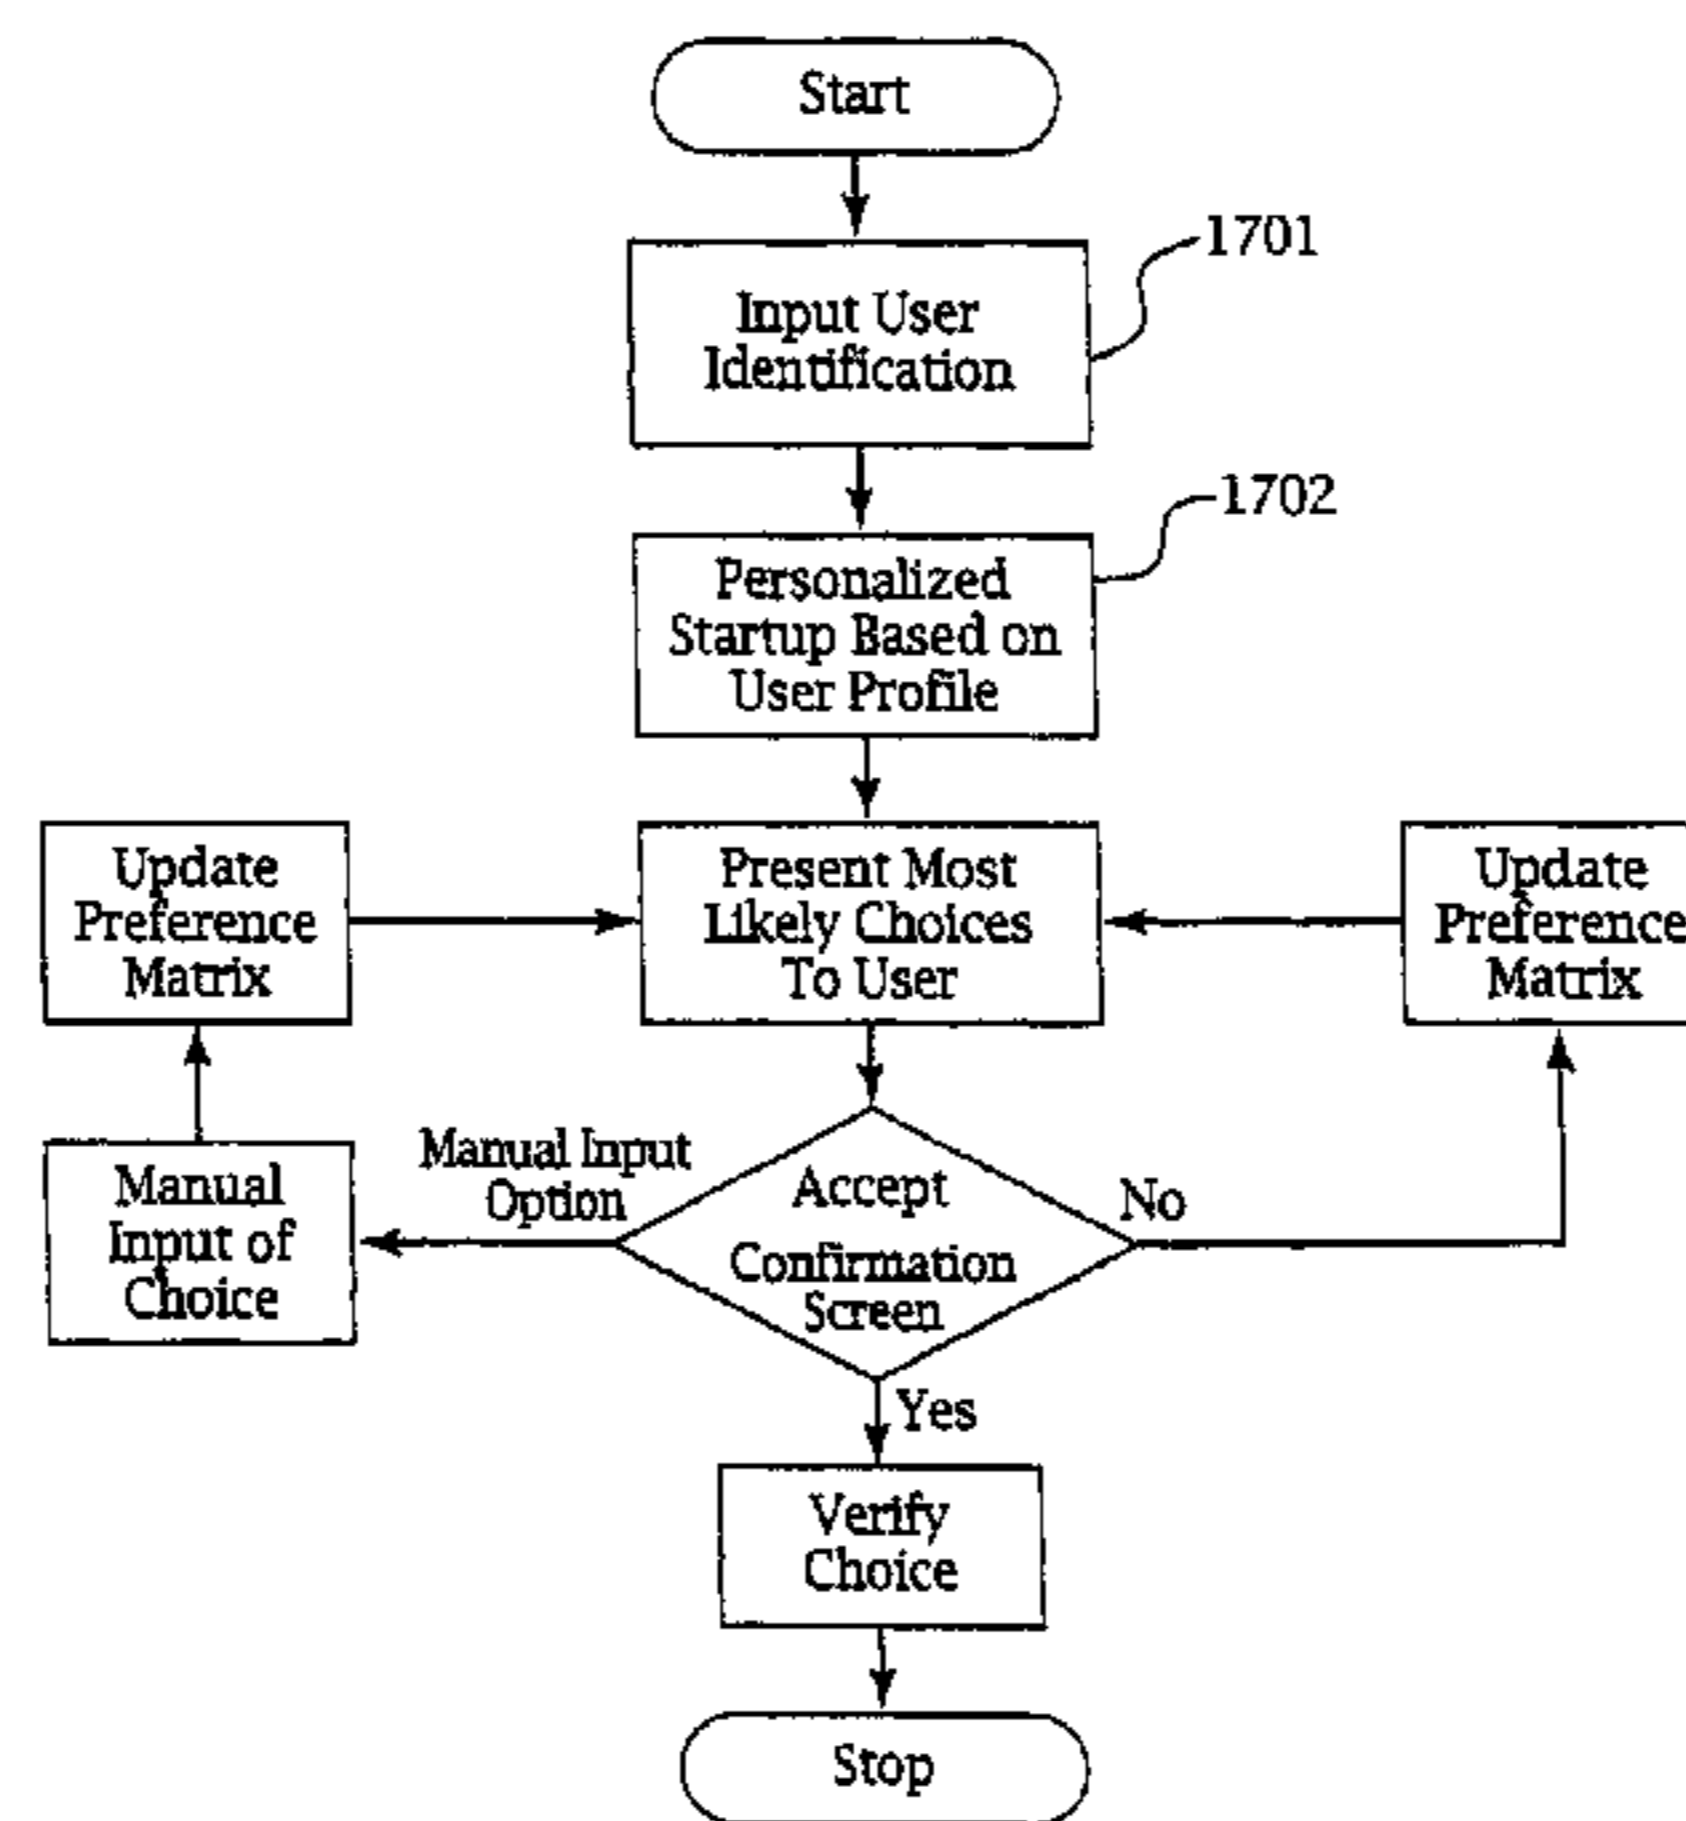 Start
1701
Input User
Identification
1702
Personalized
Startup Based on
User Profile
Update
Preference
Matrix
Present Most
Likely Choices
To User
Update
Preference
Matrix
Manual
Input of
Choice
Manual Input
Option
Accept
Confirmation
Screen
No
Yes
Verify
Choice
Stop